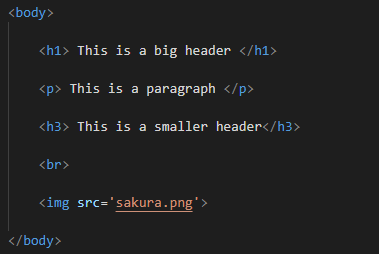 <body>
<h1> This is a big header </h1>
<p> This is a paragraph </p>
<h3> This is a smaller header</h3>
<br>
<img src='sakura.png'>
</body>